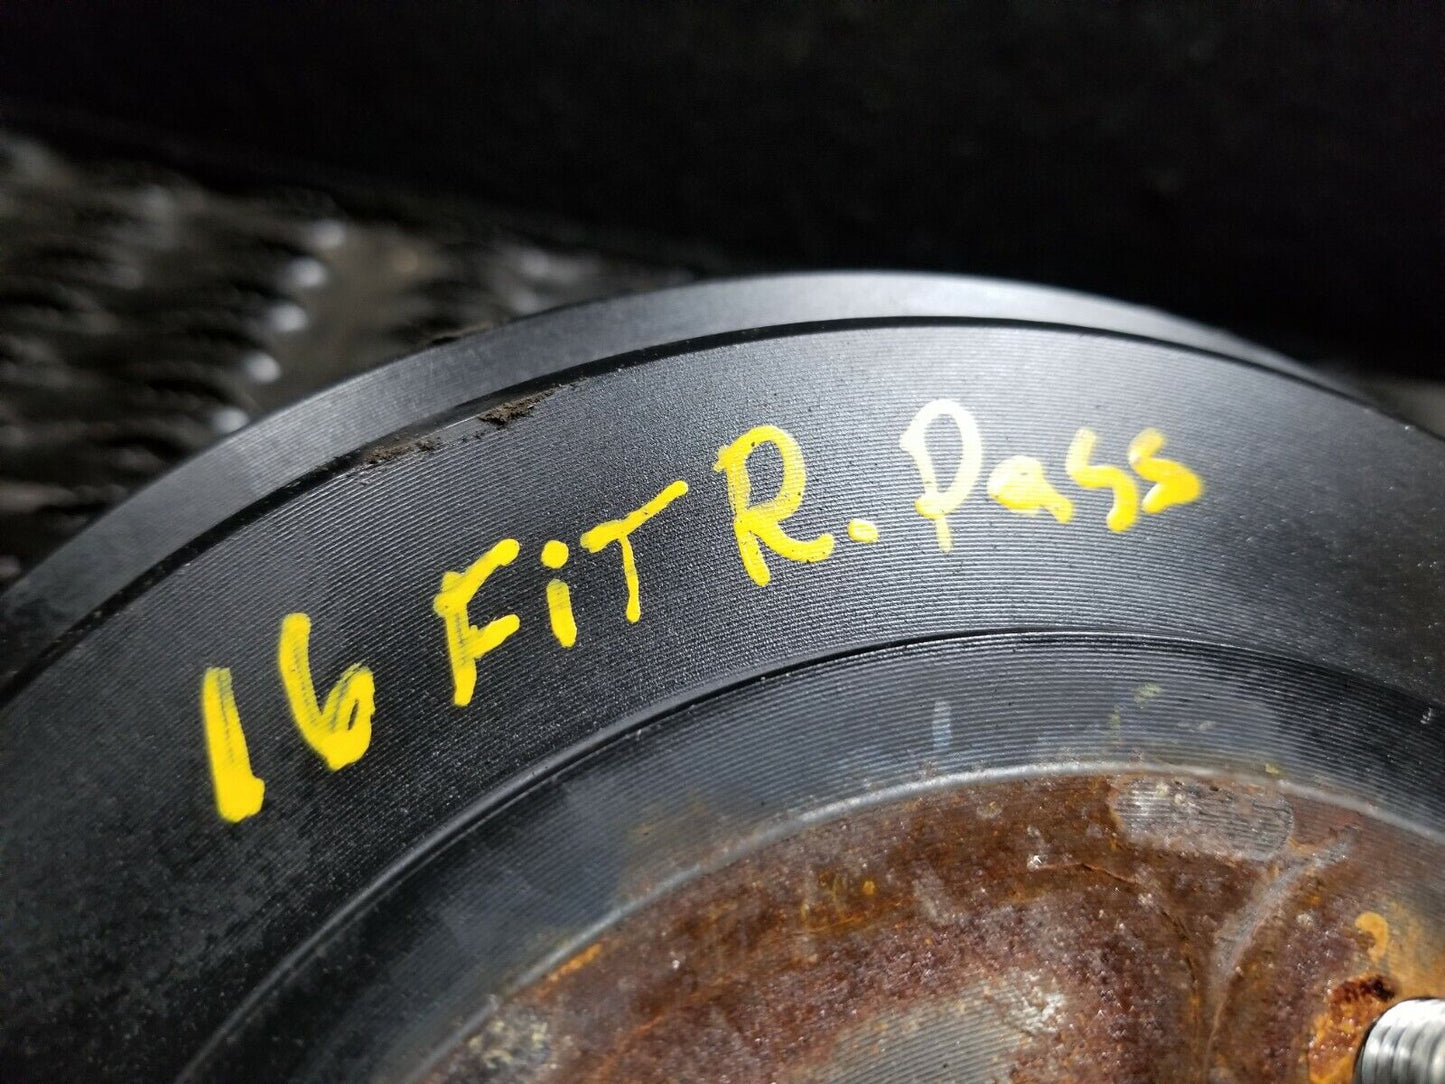 16 FiT R. Pass